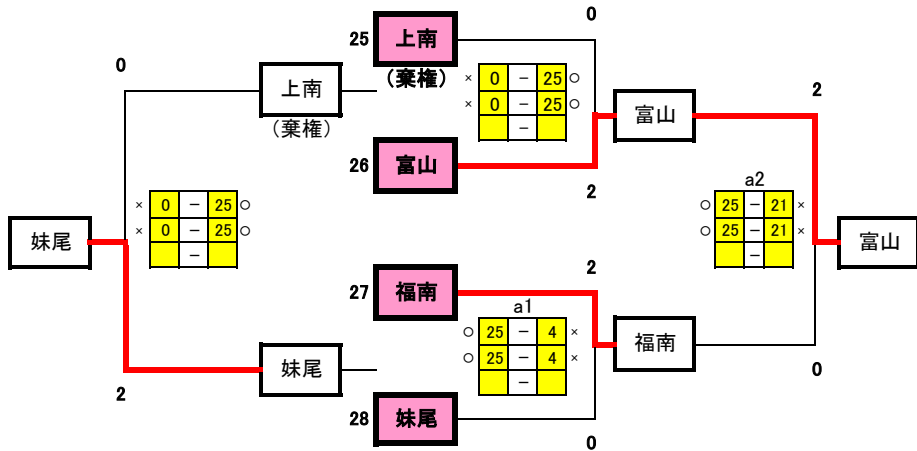 0
25 上南
0
上南
(棄権)
(棄権)
× 0 － 25 ○
× 0 － 25 ○
－
富山
2
26 富山
2
a2
○ 25 － 21 ×
○ 25 － 21 ×
－
× 0 － 25 ○
× 0 － 25 ○
－
妹尾
富山
2
27 福南
a1
○ 25 － 4 ×
○ 25 － 4 ×
－
福南
妹尾
0
2
28 妹尾
0